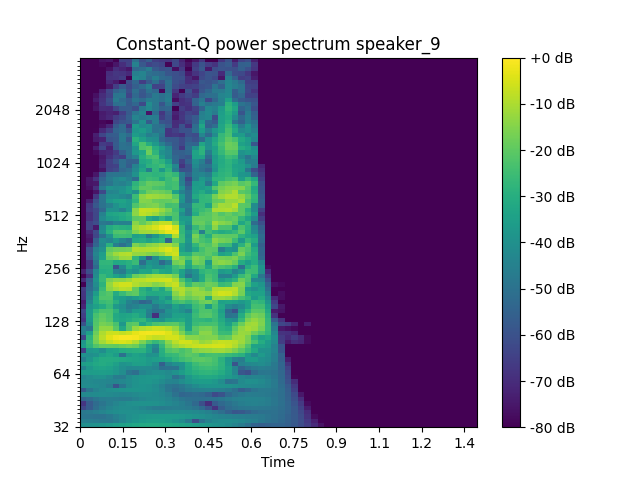 Constant-Q power spectrum speaker_9
Hz
2048
1024
512
256
128
64
32
0 0.15 0.3 0.45 0.6 0.75 0.9 1.1 1.2 1.4
Time
+0 dB
-10 dB
-20 dB
-30 dB
-40 dB
-50 dB
-60 dB
-70 dB
-80 dB